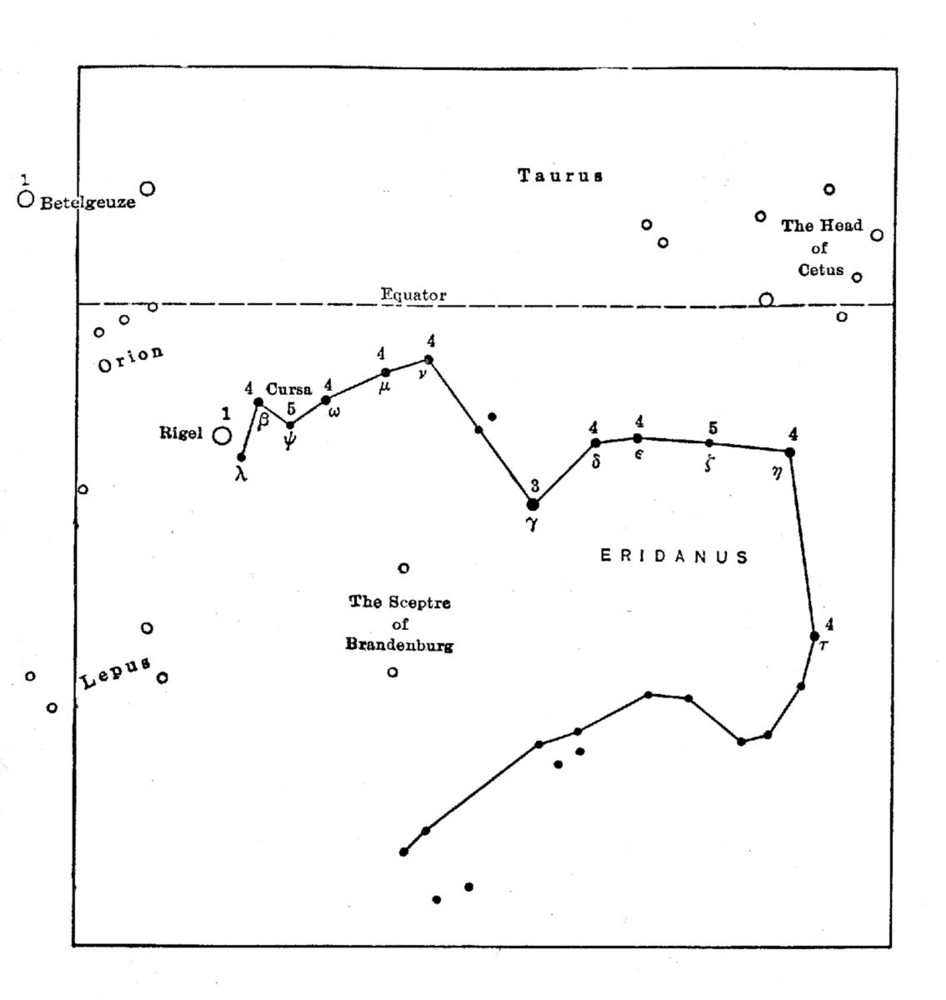 Taurus
1
Betelgeuze
The Head
of
Cetus
Equator
Orion
4
4
4 Cursa 4
μ
ν
1
5
β
ω
Rigel
ψ
λ
4
4
5
4
δ
ε
ζ
η
3
γ
ERIDANUS
The Sceptre
of
Brandenburg
4
τ
Lepus